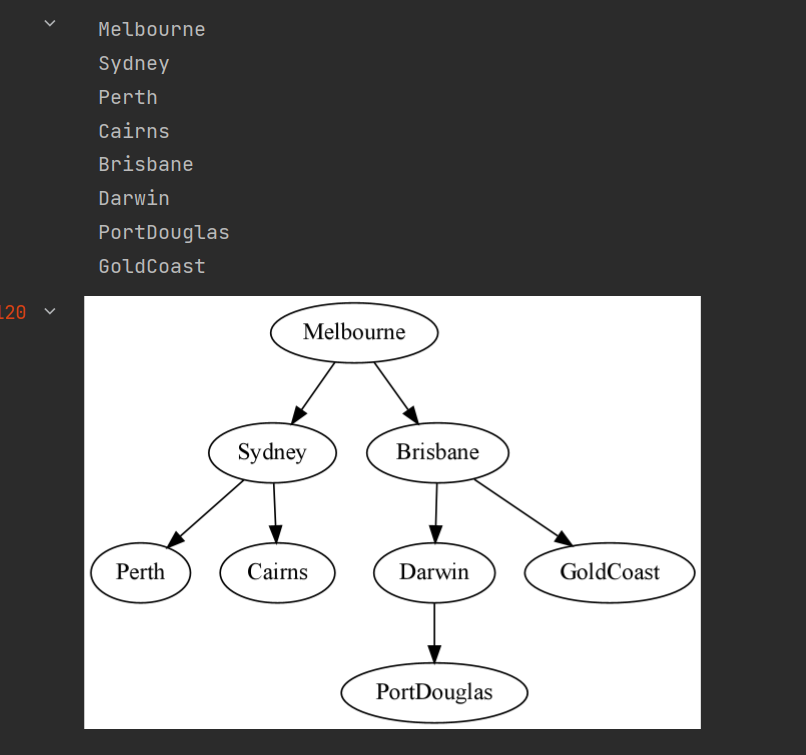 Melbourne
Sydney
Perth
Cairns
Brisbane
Darwin
PortDouglas
GoldCoast
120
Melbourne
Sydney
Brisbane
Perth
Cairns
Darwin
GoldCoast
PortDouglas